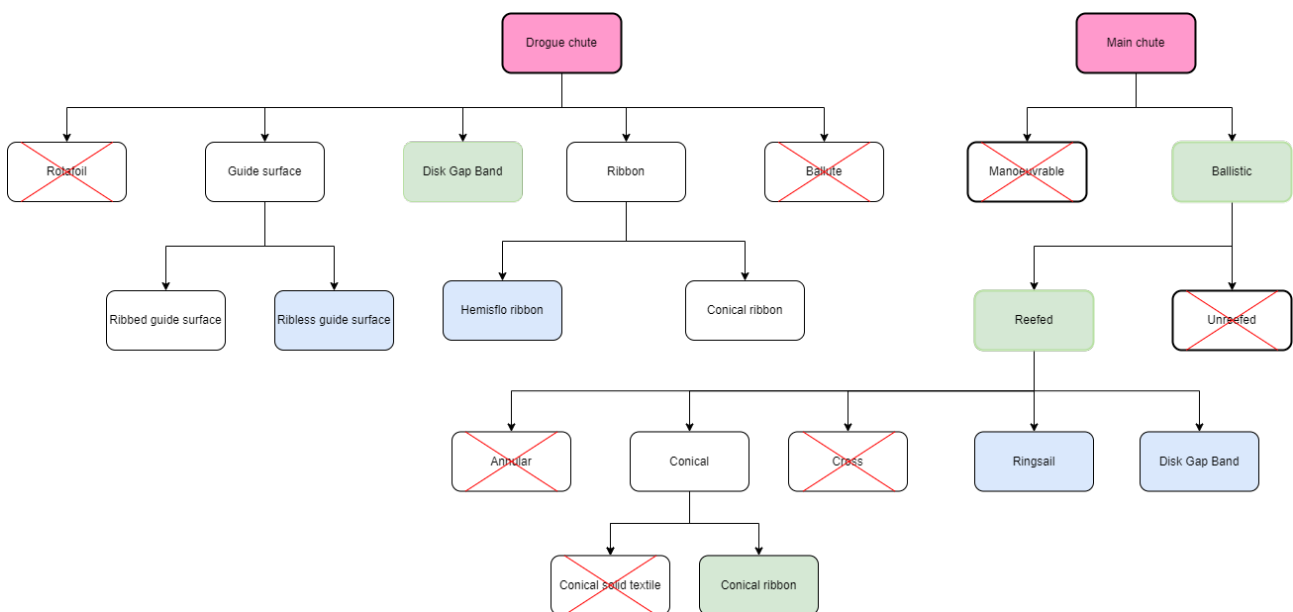 Drogue chute
Main chute
Rotafoil
Guide surface
Disk Gap Band
Ribbon
Ballute
Manoeuvrable
Ballistic
Ribbed guide surface
Ribless guide surface
Hemisflo ribbon
Conical ribbon
Reefed
Unreefed
Annular
Conical
Cross
Ringsail
Disk Gap Band
Conical solid textile
Conical ribbon